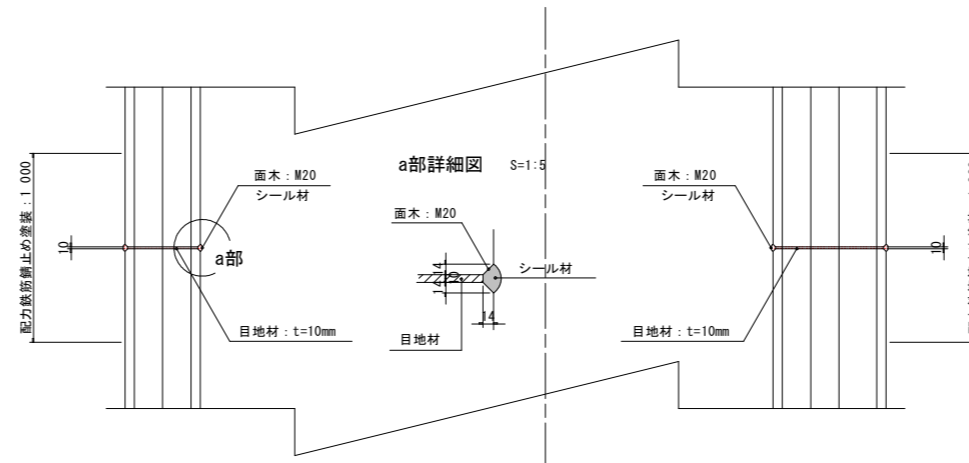 a部詳細図 S=1:5
面木：M20
シール材
面木：M20
シール材
面木：M20
配力鉄筋錆止め塗装：1 000
10
a部
14
10
14
シール材
14
10
目地材：t=10mm
目地材
目地材：t=10mm